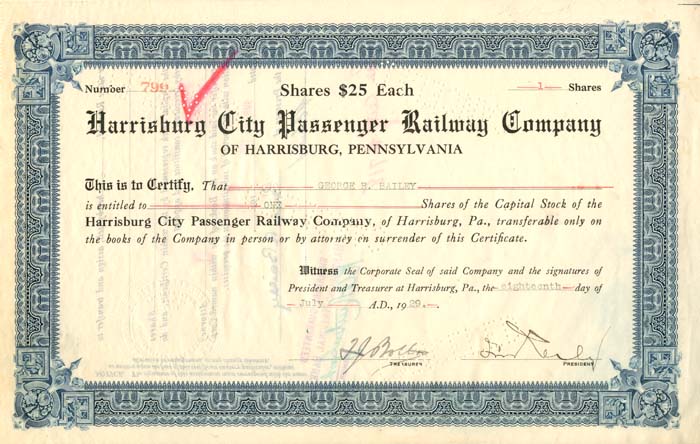 Number 799 Shares $25 Each 1 Shares
Harrisburg City Passenger Railway Company
OF HARRISBURG, PENNSYLVANIA
This is to Certify, That GEORGE B. BAILEY
is entitled to ONE Shares of the Capital Stock of the
Harrisburg City Passenger Railway Company, of Harrisburg, Pa., transferable only on
the books of the Company in person or by attorney on surrender of this Certificate.
Witness the Corporate Seal of said Company and the signatures of
President and Treasurer at Harrisburg, Pa., the eighteenth day of
July A.D., 1929.
TREASURER PRESIDENT